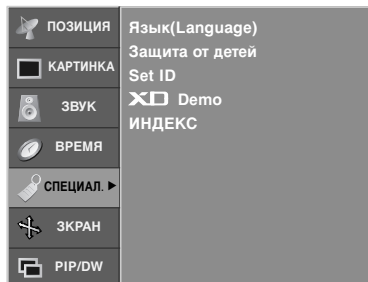 ПОЗИЦИЯ
КАРТИНКА
ЗВУК
ВРЕМЯ
СПЕЦИАЛ.
ЗКРАН
PIP/DW
Язык(Language)
Защита от детей
Set ID
XD Demo
ИНДЕКС